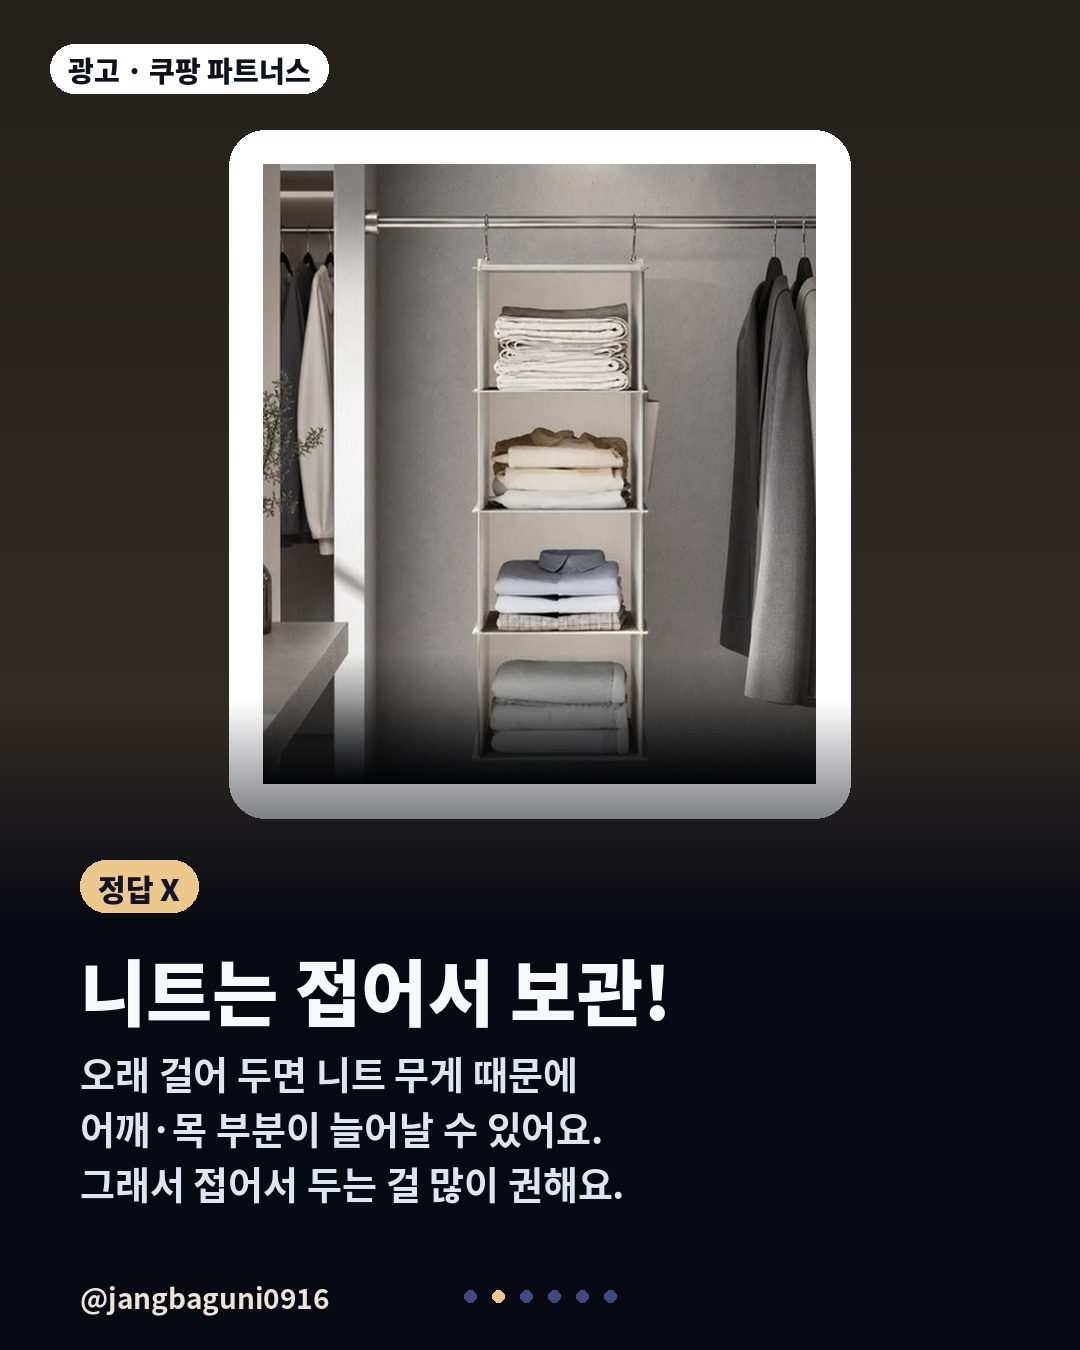 광고 · 쿠팡 파트너스
정답 X
니트는 접어서 보관!
오래 걸어 두면 니트 무게 때문에
어깨·목 부분이 늘어날 수 있어요.
그래서 접어서 두는 걸 많이 권해요.
@jangbaguni0916